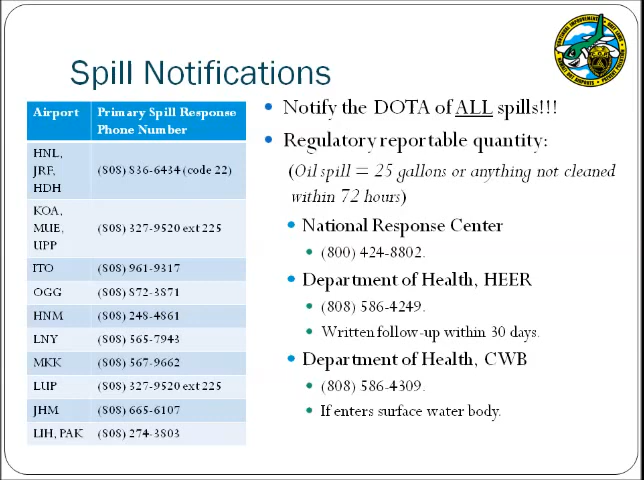 Spill Notifications
Airport
Primary Spill Response
Phone Number
HNL,
JRF,
HDH
(808) 836-6434 (code 22)
KOA,
MUE,
UPP
(808) 327-9520 ext 225
ITO
(808) 961-9317
OGG
(808) 872-3871
HNM
(808) 248-4861
LNY
(808) 565-7943
MKK
(808) 567-9662
LUP
(808) 327-9520 ext 225
JHM
(808) 665-6107
LIH, PAK
(808) 274-3803
• Notify the DOTA of ALL spills!!!
• Regulatory reportable quantity:
(Oil spill = 25 gallons or anything not cleaned
within 72 hours)
• National Response Center
• (800) 424-8802.
• Department of Health, HEER
• (808) 586-4249.
• Written follow-up within 30 days.
• Department of Health, CWB
• (808) 586-4309.
• If enters surface water body.